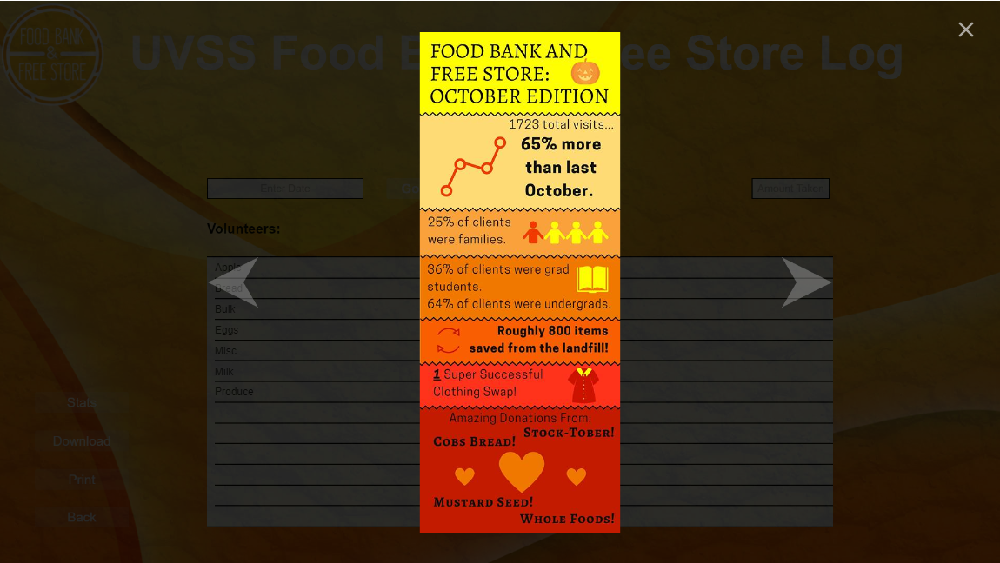 FOOD BANK
&
FREE STORE
UVSS Food B
ee Store Log
FOOD BANK AND
FREE STORE:
OCTOBER EDITION
1723 total visits...
65% more
than last
October.
Enter Date
Go
Amount Taken
25% of clients
were families.
Volunteers:
36% of clients were grad
students.
64% of clients were undergrads.
Apple
Bread
Bulk
Eggs
Misc
Milk
Produce
Roughly 800 items
saved from the landfill!
1 Super Successful
Clothing Swap!
Amazing Donations From:
Stock-Tober!
Cobs Bread!
Mustard Seed!
Whole Foods!
Stats
Download
Print
Back